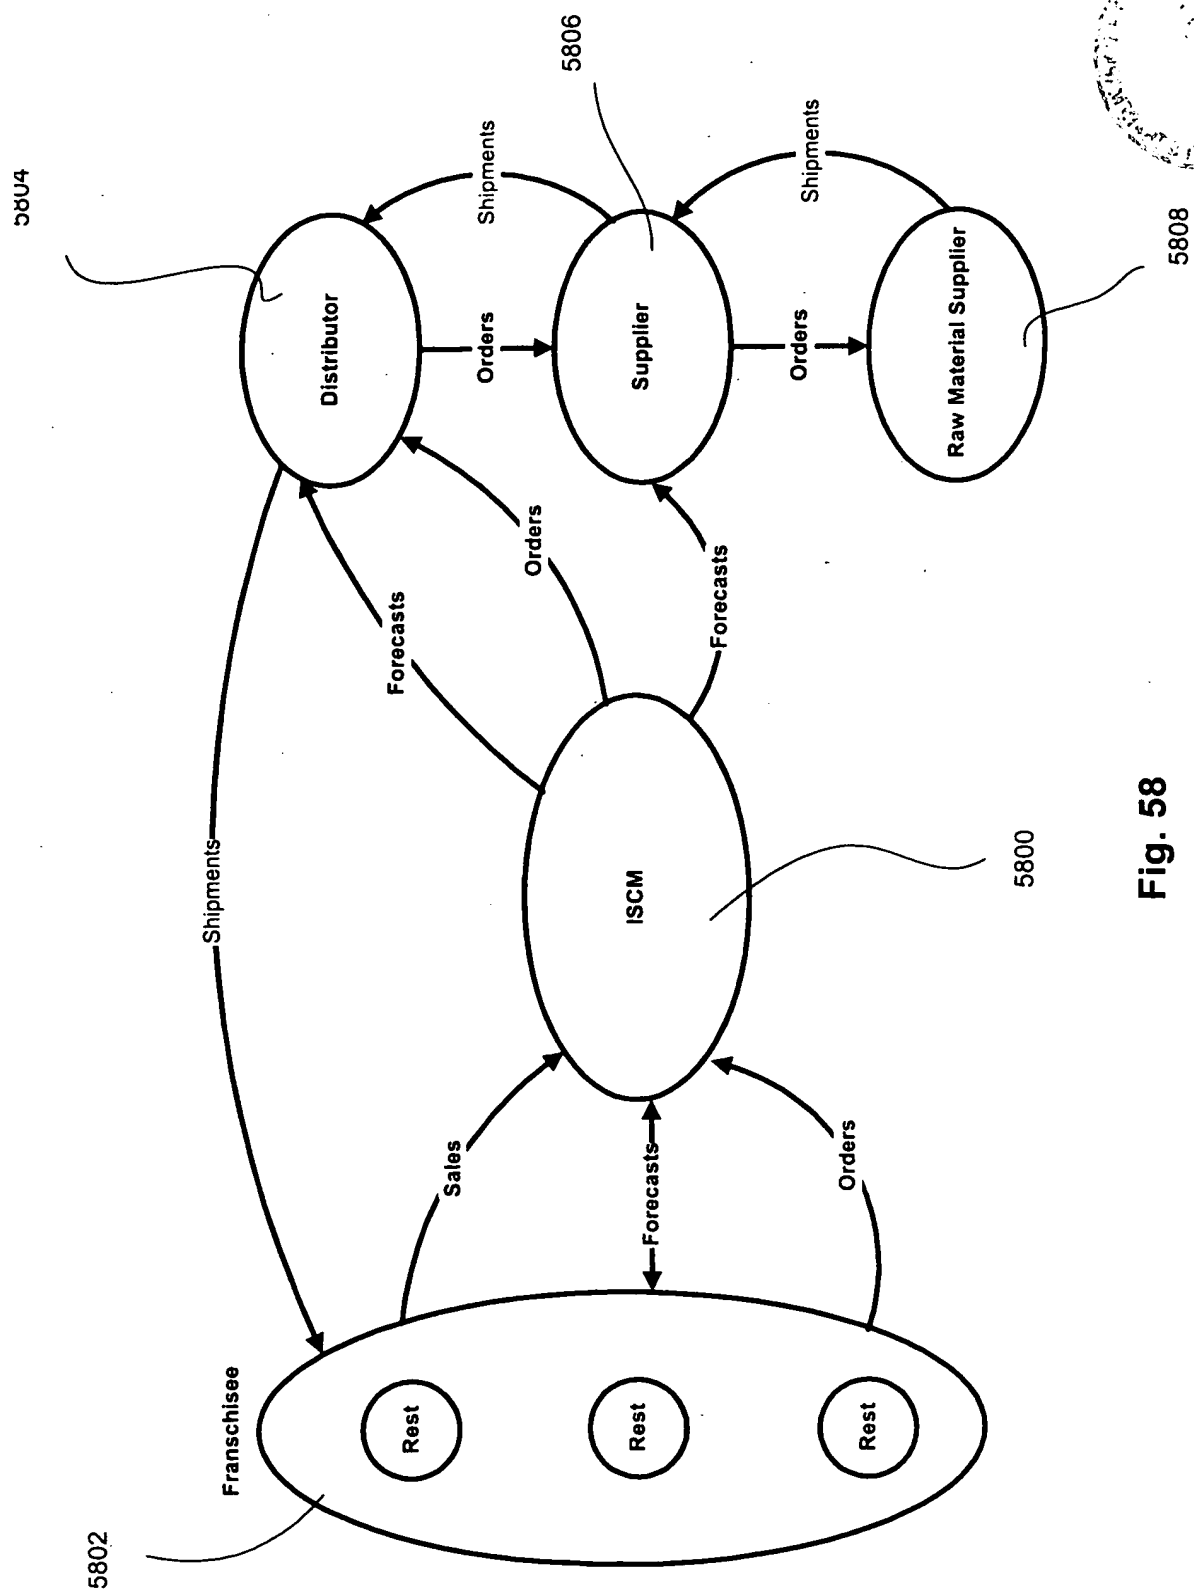 5804
Shipments
Franschisee
5802
Rest
Rest
Rest
Sales
Forecasts
Orders
ISCM
5800
Forecasts
Orders
Forecasts
Distributor
Orders
Shipments
5806
Supplier
Orders
Shipments
Raw Material Supplier
5808
Fig. 58